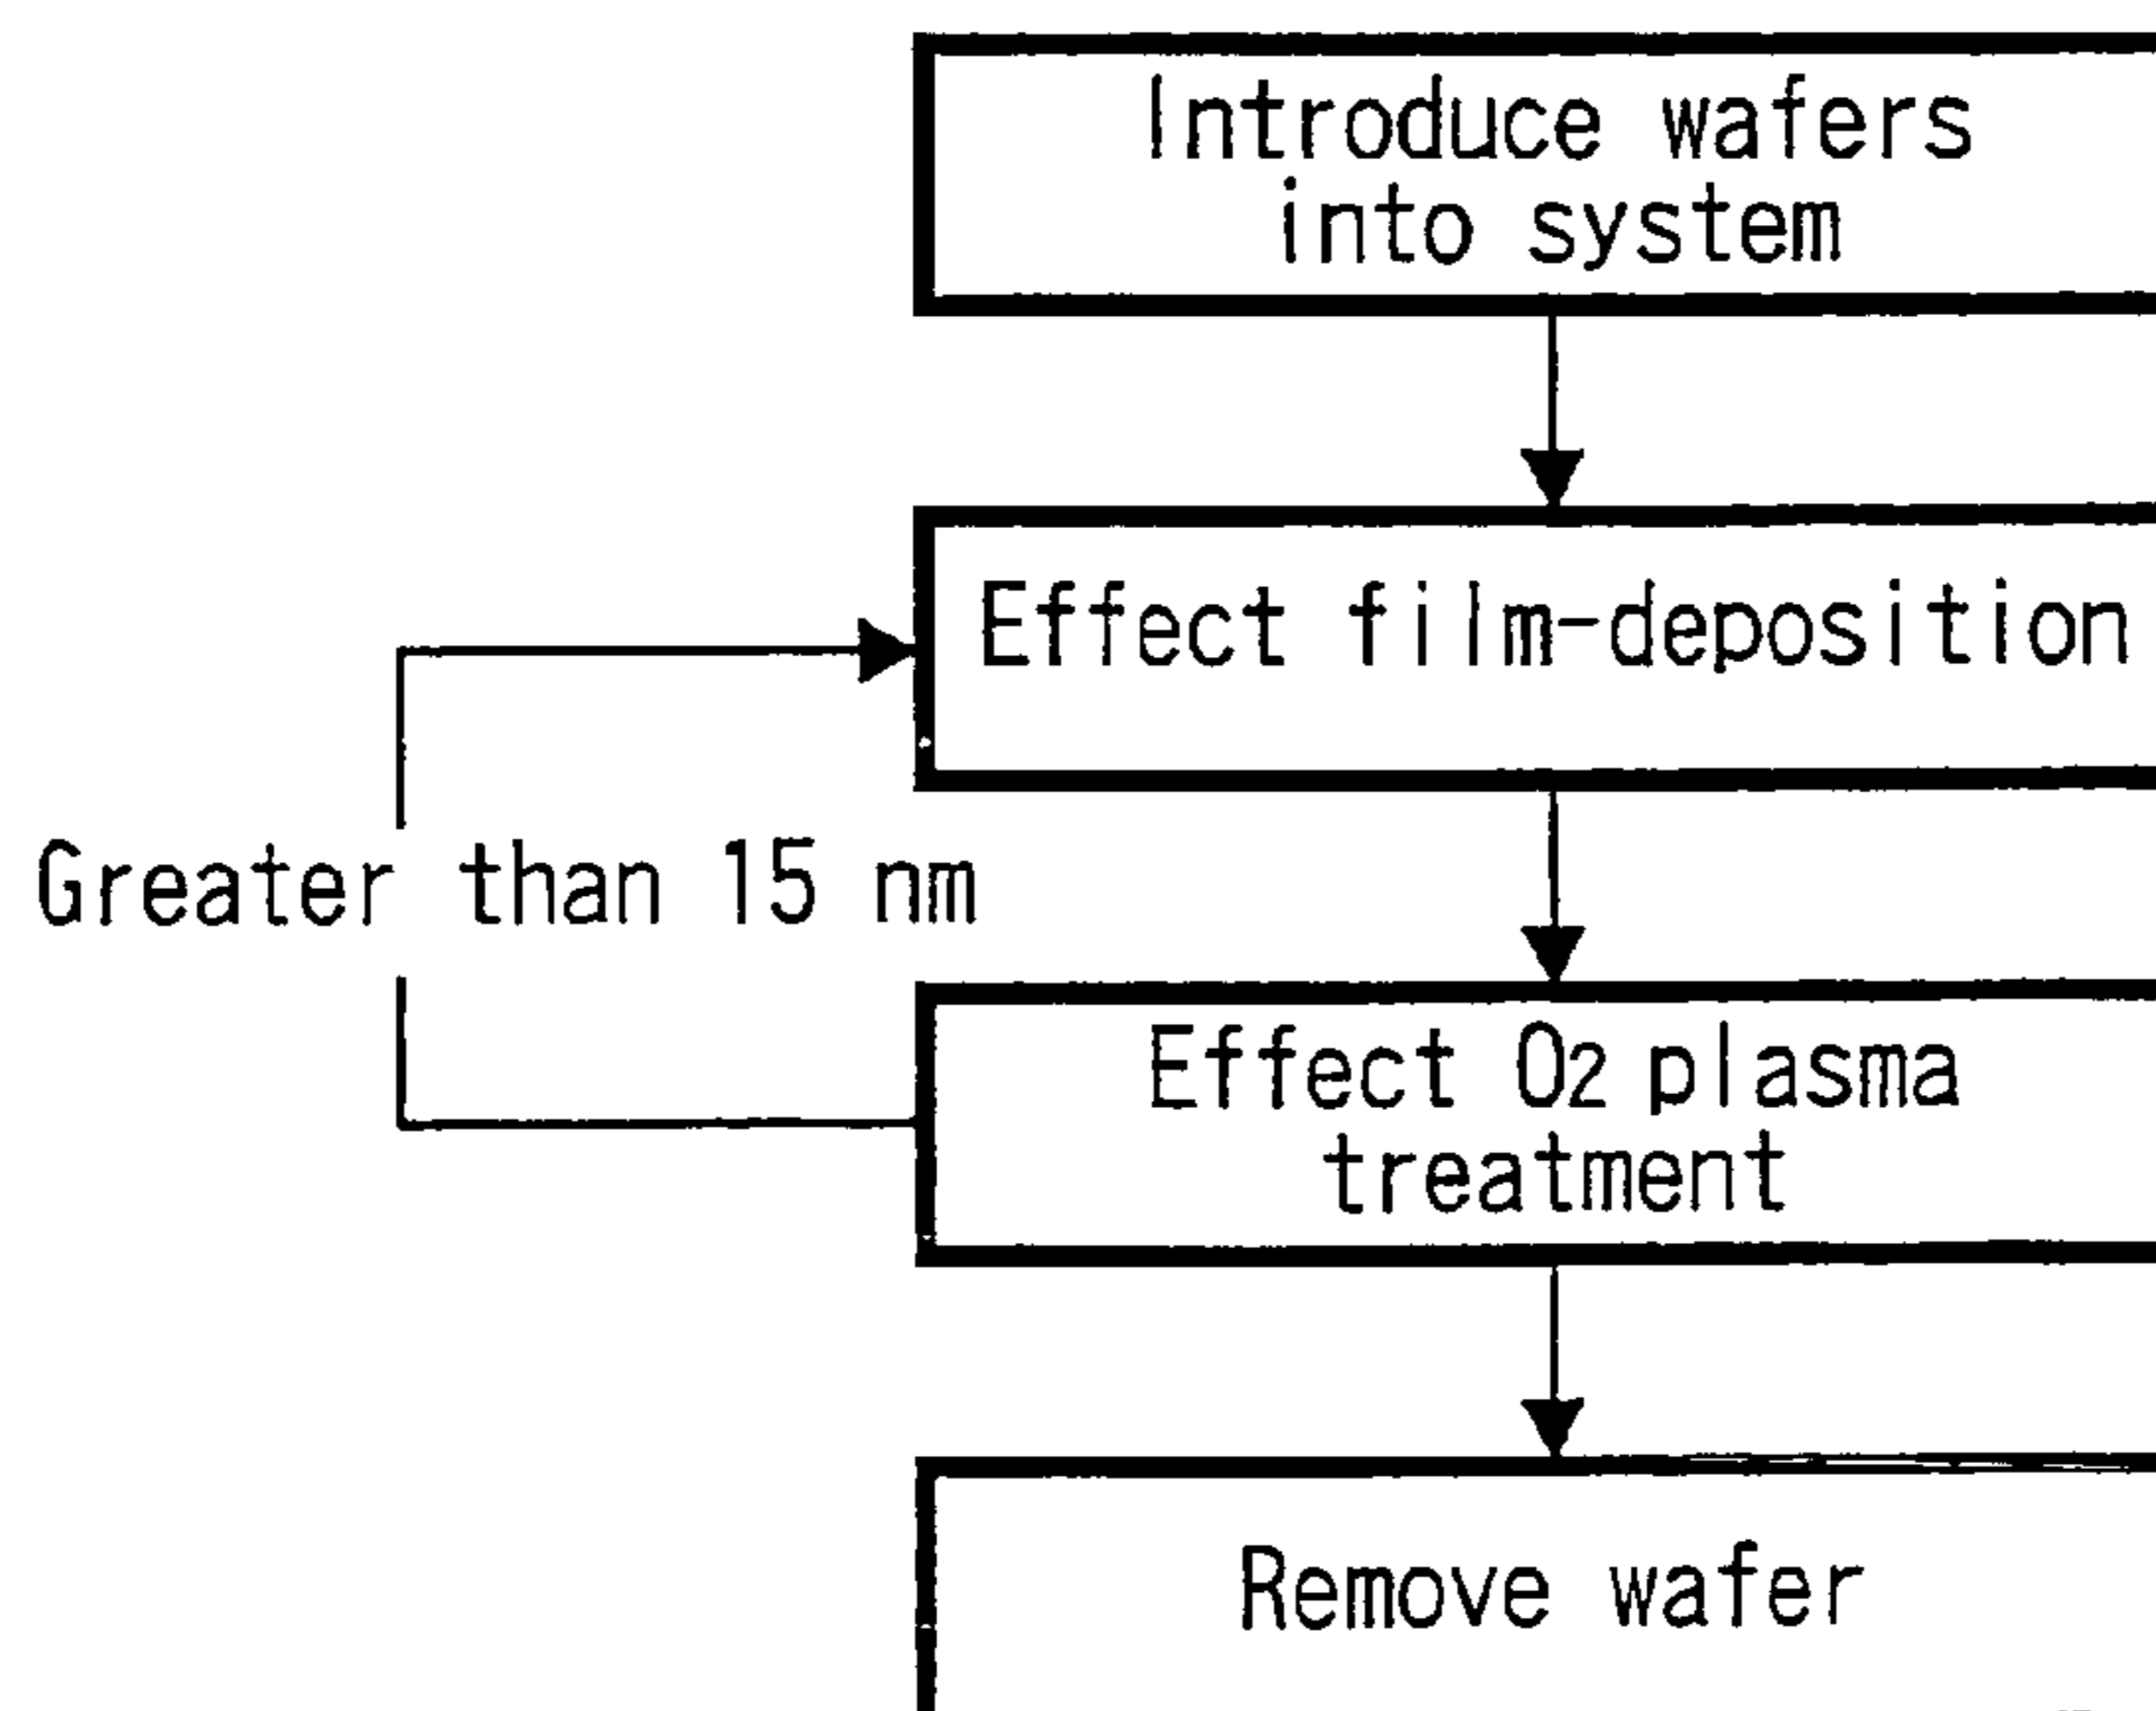 Introduce wafers
into system
Effect film-deposition
Greater than 15 nm
Effect O2 plasma
treatment
Remove wafer